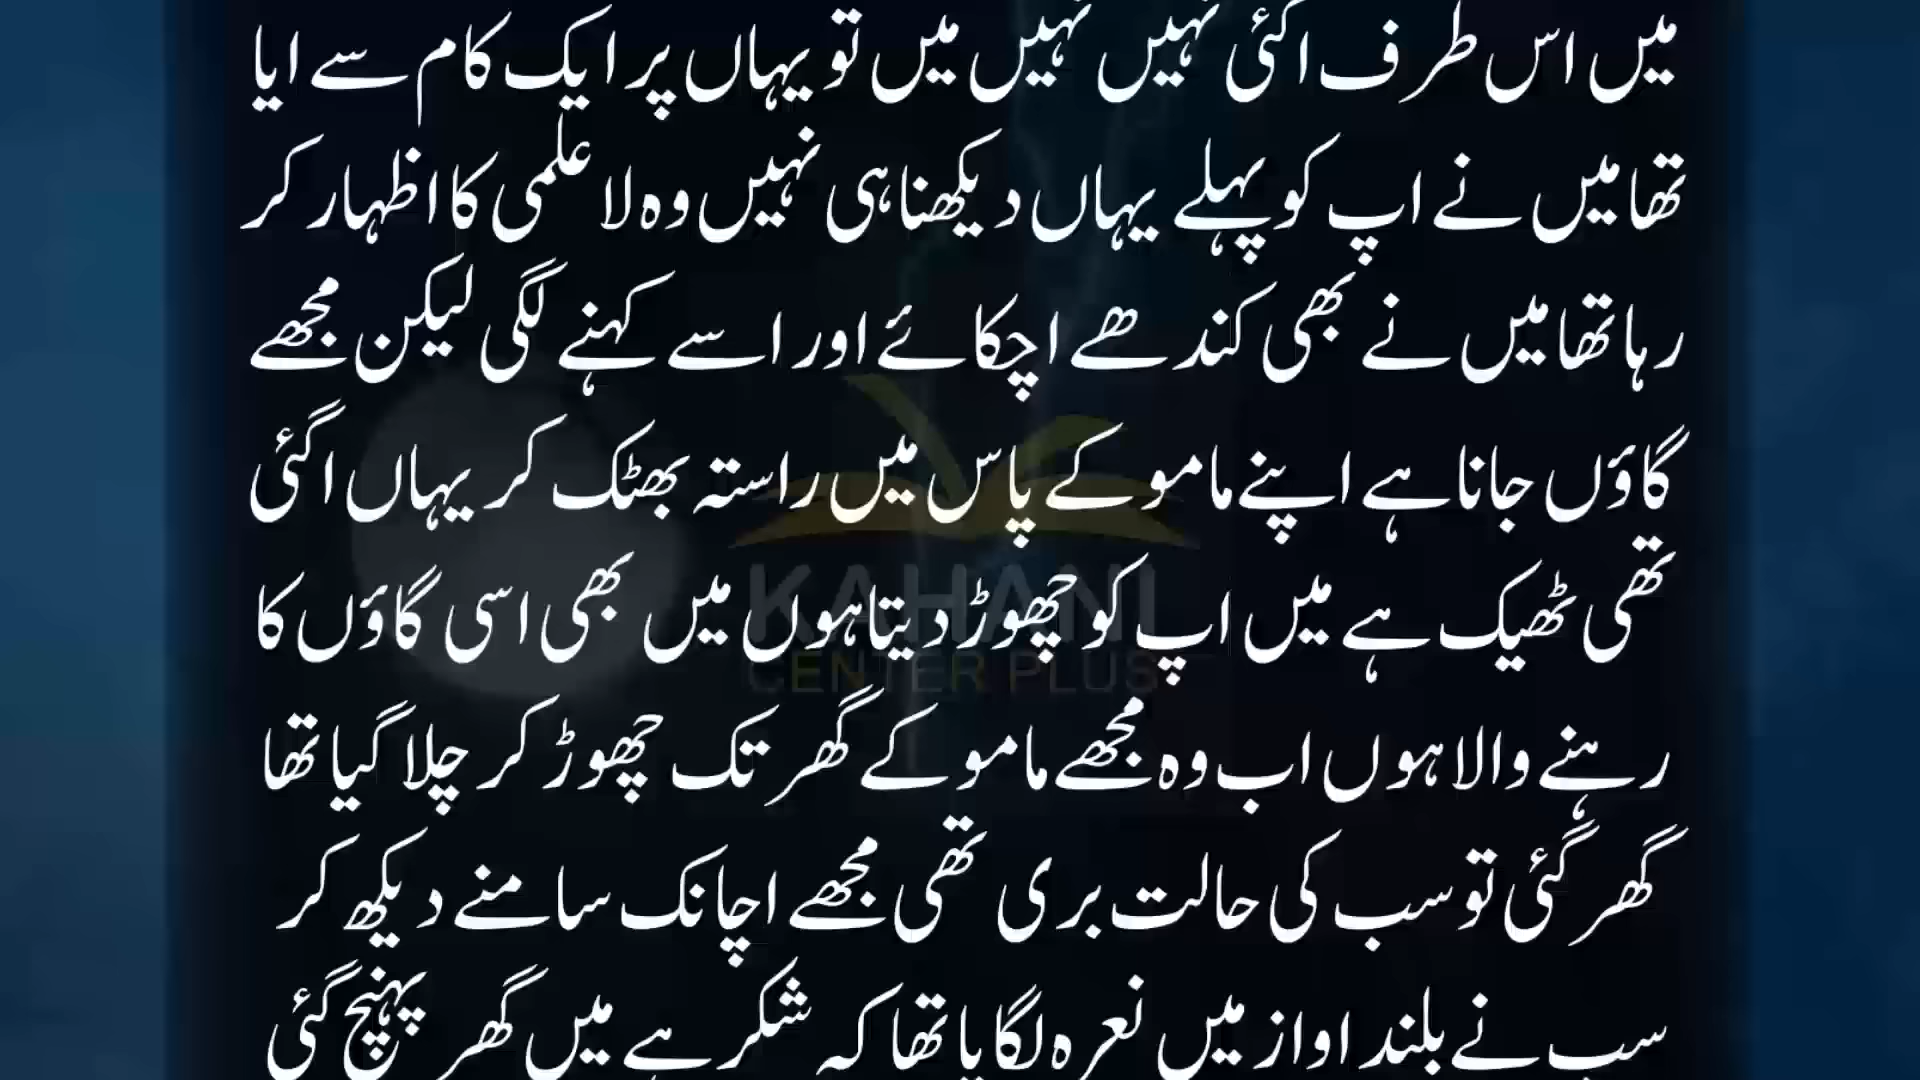 میں اس طرف اگئی نہیں نہیں میں تو یہاں پر ایک کام سے ایا
تھا میں نے اپ کو پہلے یہاں دیکھنا ہی نہیں وہ لا علمی کا اظہار کر
رہا تھا میں نے بھی کندھے اچکائے اور اسے کہنے لگی لیکن مجھے
گاؤں جانا ہے اپنے مامو کے پاس میں راستہ بھٹک کر یہاں اگئی
تھی ٹھیک ہے میں اپ کو چھوڑ دیتا ہوں میں بھی اسی گاؤں کا
رہنے والا ہوں اب وہ مجھے مامو کے گھر تک چھوڑ کر چلا گیا تھا
گھر گئی تو سب کی حالت بری تھی مجھے اچانک سامنے دیکھ کر
سب نے بلند اواز میں نعرہ لگایا تھا کہ شکر ہے میں گھر پہنچ گئی
KAHANI
CENTER PLUS